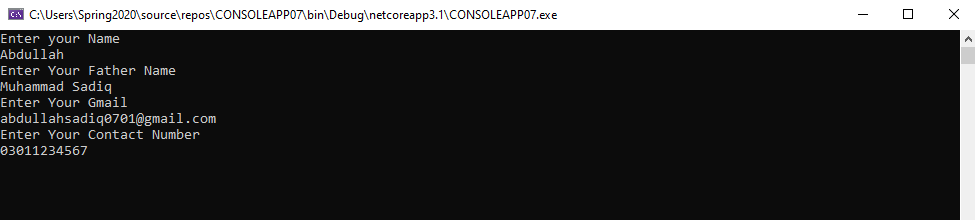 C:\Users\Spring2020\source\repos\CONSOLEAPP07\bin\Debug\netcoreapp3.1\CONSOLEAPP07.exe
Enter your Name
Abdullah
Enter Your Father Name
Muhammad Sadiq
Enter Your Gmail
abdullahsadiq0701@gmail.com
Enter Your Contact Number
03011234567